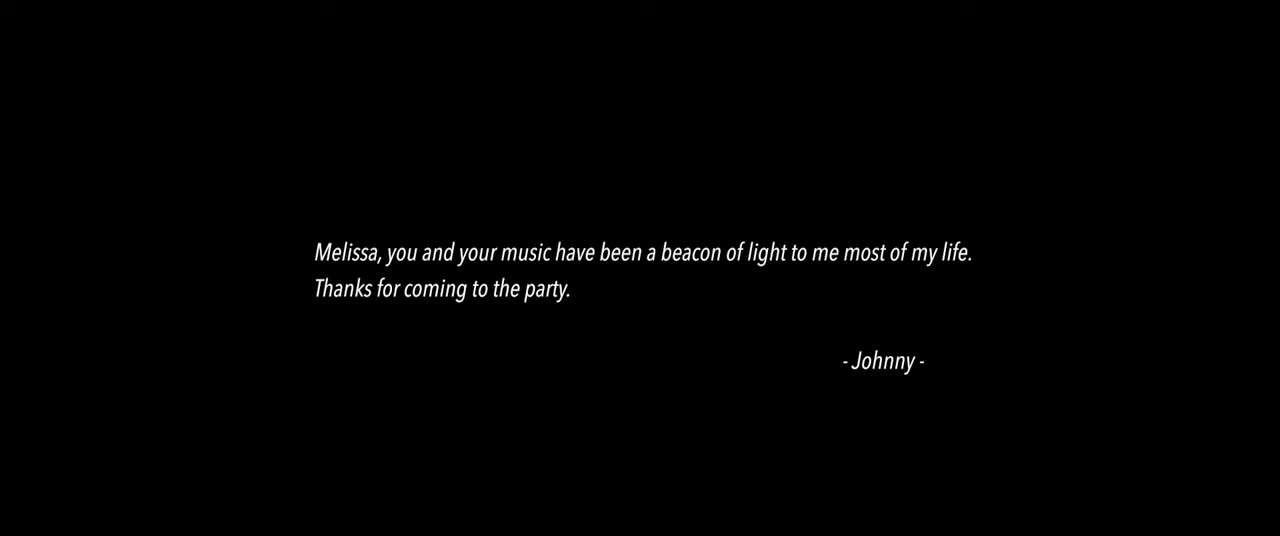 Melissa, you and your music have been a beacon of light to me most of my life.
Thanks for coming to the party.
- Johnny -